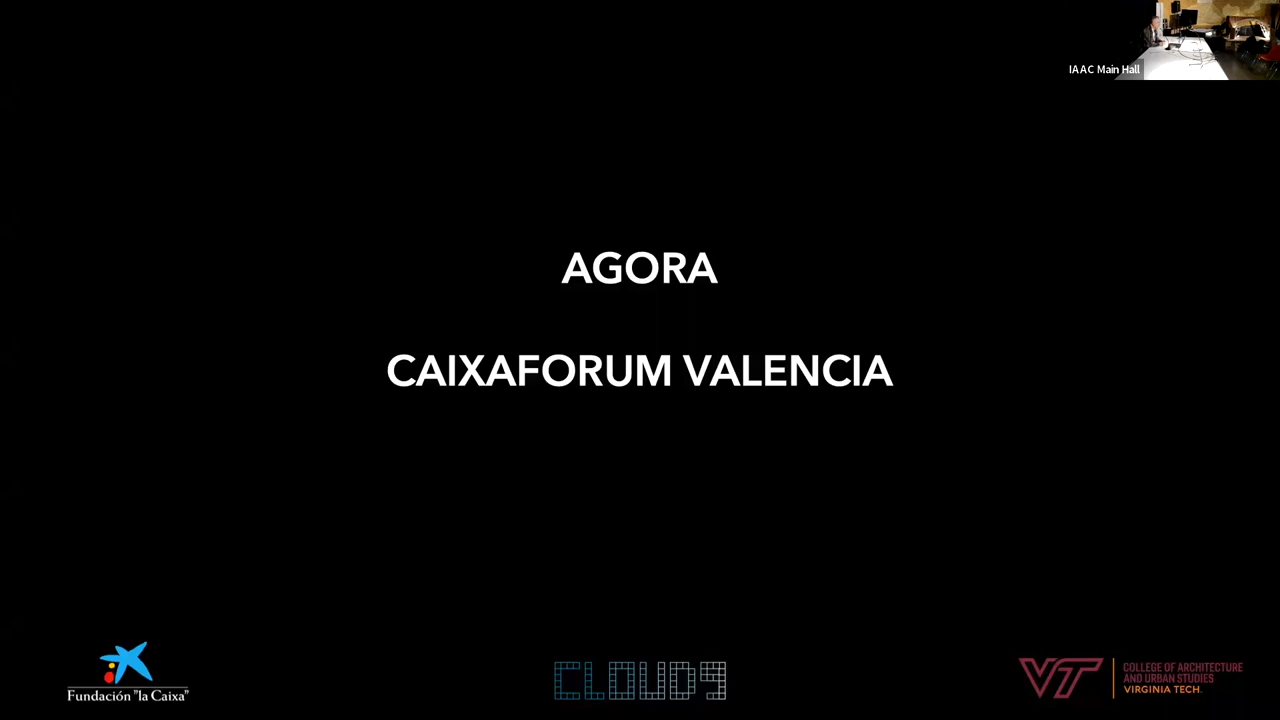 IAAC Main Hall
AGORA
CAIXAFORUM VALENCIA
Fundación "la Caixa"
CLOUD9
VT
COLLEGE OF ARCHITECTURE
AND URBAN STUDIES
VIRGINIA TECH.